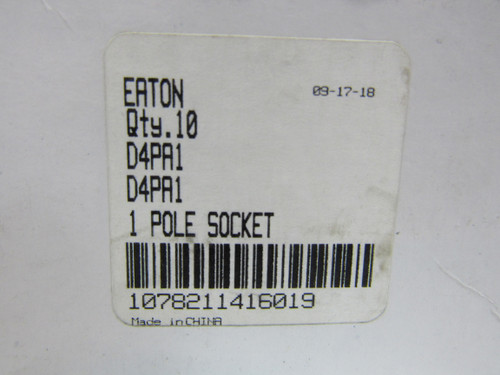 EATON 09-17-18
Qty.10
D4PA1
D4PA1
1 POLE SOCKET
1078211416019
Made in CHINA